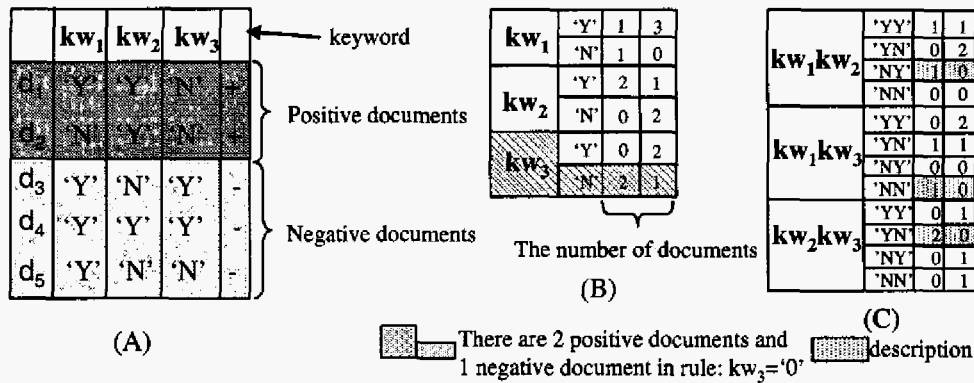 kw1 kw2 kw3
keyword
d1 'Y' 'Y' 'N' +
d2 'N' 'Y' 'N' +
Positive documents
d3 'Y' 'N' 'Y' -
d4 'Y' 'Y' 'Y' -
d5 'Y' 'N' 'N' -
Negative documents
(A)
kw1 'Y' 1 3
'N' 1 0
kw2 'Y' 2 1
'N' 0 2
kw3 'Y' 0 2
'N' 2 1
The number of documents
(B)
kw1kw2 'YY' 1 1
'YN' 0 2
'NY' 1 0
'NN' 0 0
kw1kw3 'YY' 0 2
'YN' 1 1
'NY' 0 0
'NN' 1 0
kw2kw3 'YY' 0 1
'YN' 2 0
'NY' 0 1
'NN' 0 1
(C)
There are 2 positive documents and
1 negative document in rule: kw3='0'
description